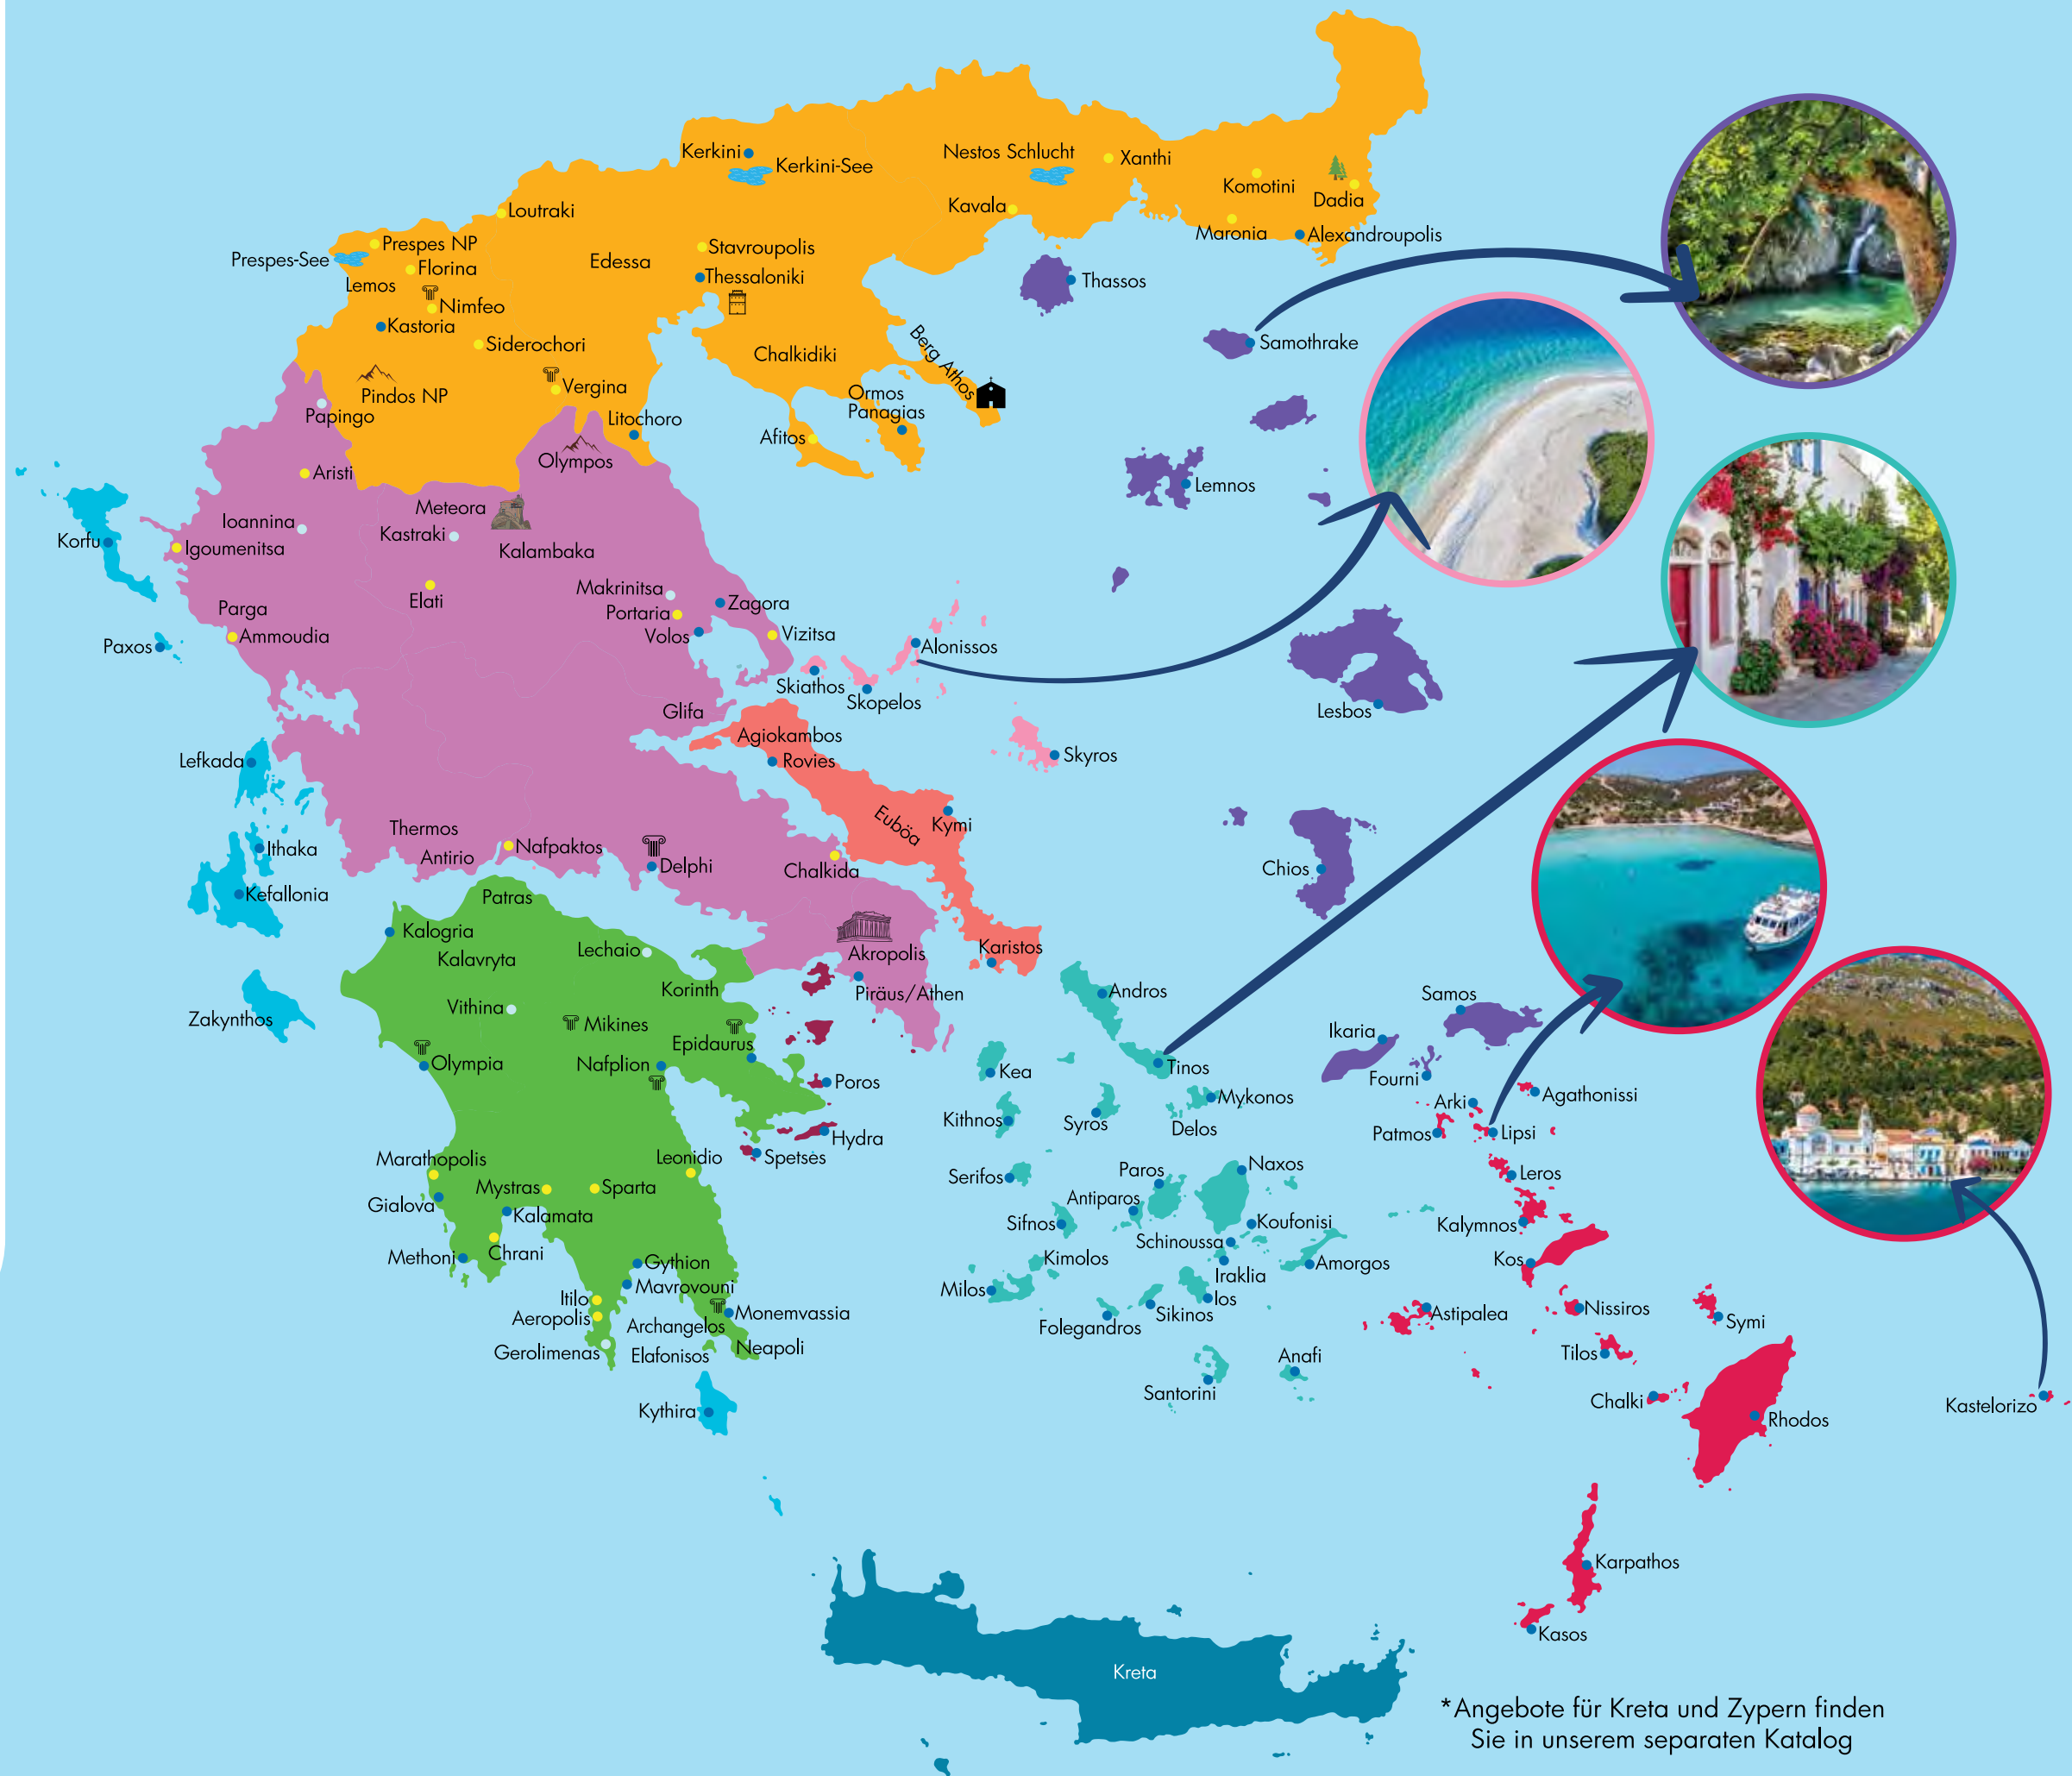 Kerkini
Kerkini-See
Nestos Schlucht
Xanthi
Komotini
Dadia
Kavala
Maronia
Alexandroupolis
Loutraki
Prespes NP
Prespes-See
Florina
Lemos
Nimfeo
Kastoria
Siderochori
Edessa
Stavroupolis
Thessaloniki
Thassos
Samothrake
Chalkidiki
Berg Athos
Ormos
Panagias
Afitos
Pindos NP
Vergina
Litochoro
Olympos
Papingo
Aristi
Lemnos
Meteora
Ioannina
Kastraki
Kalambaka
Korfu
Igoumenitsa
Elati
Makrinitsa
Portaria
Zagora
Volos
Vizitsa
Parga
Ammoudia
Paxos
Alonissos
Skiathos
Skopelos
Glifa
Lesbos
Agiokambos
Rovies
Skyros
Lefkada
Euböa
Kymi
Thermos
Antirio
Nafpaktos
Delphi
Chalkida
Ithaka
Kefallonia
Chios
Patras
Kalogria
Kalavryta
Lechaio
Korinth
Akropolis
Piräus/Athen
Karistos
Andros
Zakynthos
Vithina
Mikines
Epidaurus
Olympia
Nafplion
Poros
Hydra
Spetses
Kea
Tinos
Kithnos
Syros
Mykonos
Delos
Samos
Ikaria
Fourni
Agathonissi
Arki
Patmos
Lipsi
Leros
Marathopolis
Gialova
Mystras
Sparta
Leonidio
Kalamata
Methoni
Chrani
Serifos
Paros
Naxos
Antiparos
Sifnos
Koufonisi
Schinoussa
Kimolos
Iraklia
Amorgos
Milos
Ios
Sikinos
Folegandros
Kalymnos
Kos
Astipalea
Nissiros
Symi
Tilos
Gythion
Mavrovouni
Itilo
Aeropolis
Monemvassia
Archangelos
Gerolimenas
Elafonisos
Neapoli
Anafi
Santorini
Kythira
Chalki
Rhodos
Kastelorizo
Karpathos
Kasos
Kreta
*Angebote für Kreta und Zypern finden
Sie in unserem separaten Katalog